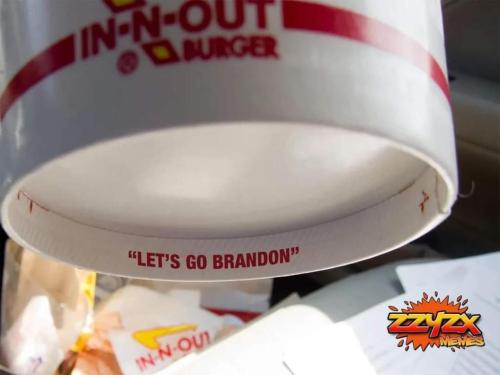 IN-N-OUT
BURGER
®
"LET'S GO BRANDON"
IN-N-OUT
ZZYZX
MEMES